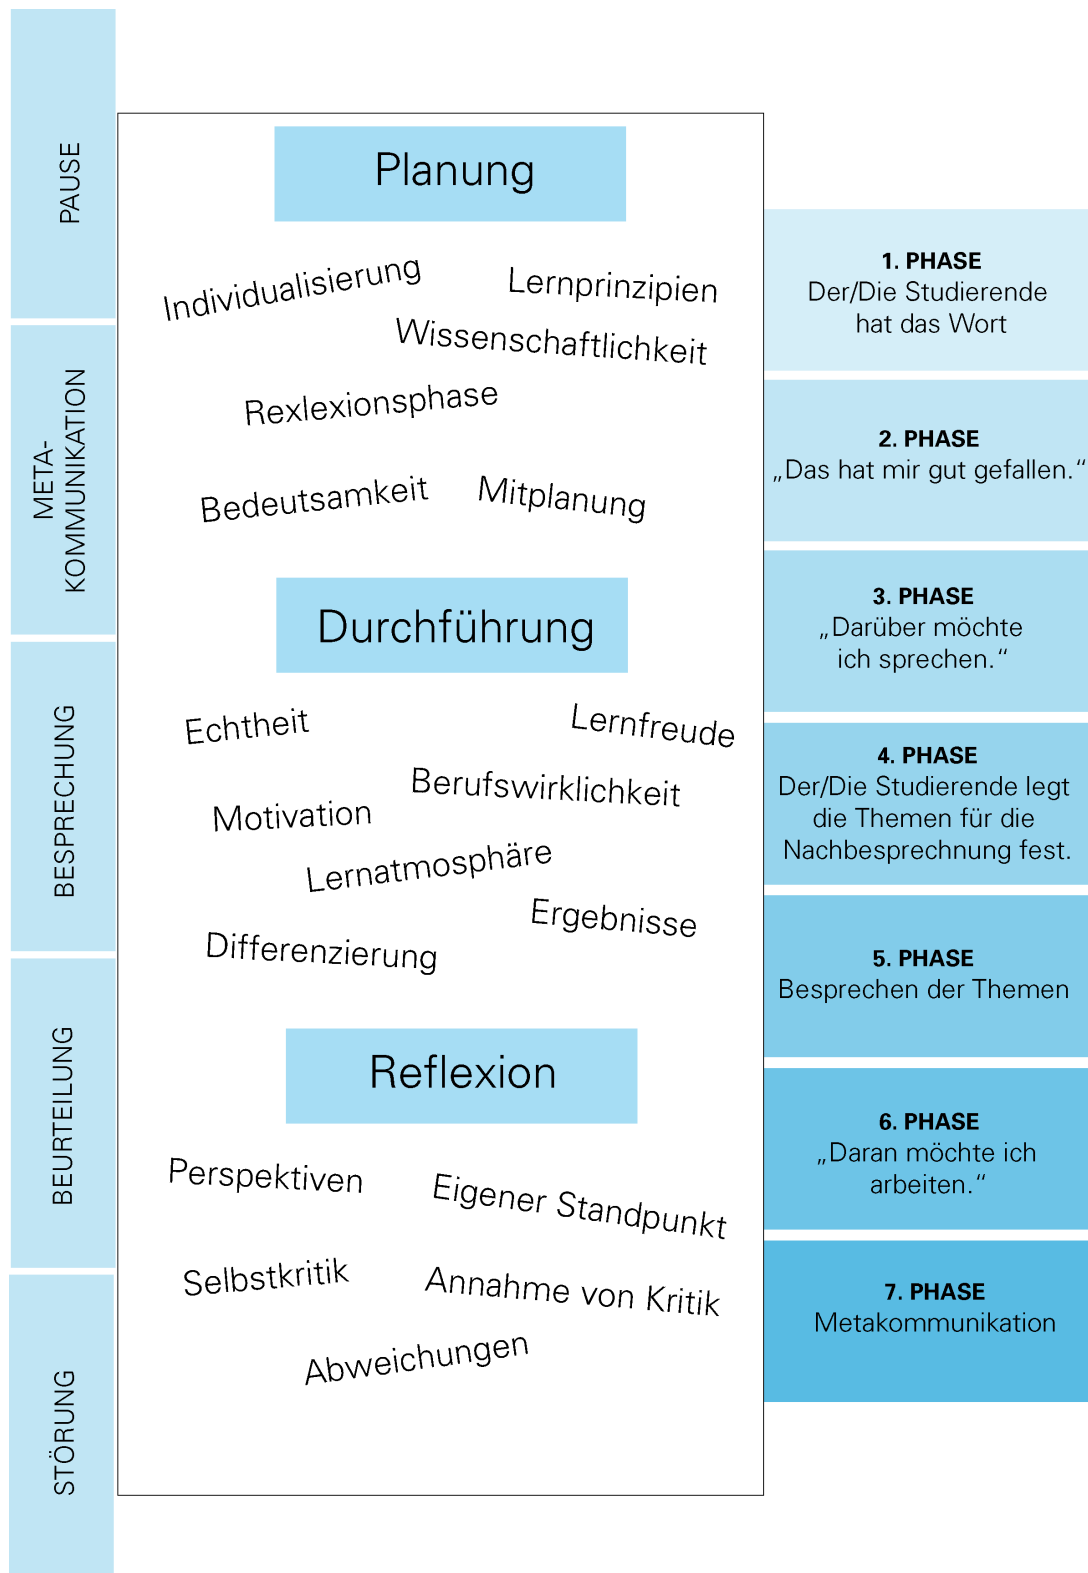 PAUSE
META-
KOMMUNIKATION
BESPRECHUNG
BEURTEILUNG
STÖRUNG
Planung
Individualisierung
Lernprinzipien
Wissenschaftlichkeit
Rexlexionsphase
Bedeutsamkeit
Mitplanung
Durchführung
Echtheit
Lernfreude
Berufswirklichkeit
Motivation
Lernatmosphäre
Ergebnisse
Differenzierung
Reflexion
Perspektiven
Eigener Standpunkt
Selbstkritik
Annahme von Kritik
Abweichungen
1. PHASE
Der/Die Studierende
hat das Wort
2. PHASE
„Das hat mir gut gefallen.“
3. PHASE
„Darüber möchte
ich sprechen.“
4. PHASE
Der/Die Studierende legt
die Themen für die
Nachbesprechnung fest.
5. PHASE
Besprechen der Themen
6. PHASE
„Daran möchte ich
arbeiten.“
7. PHASE
Metakommunikation